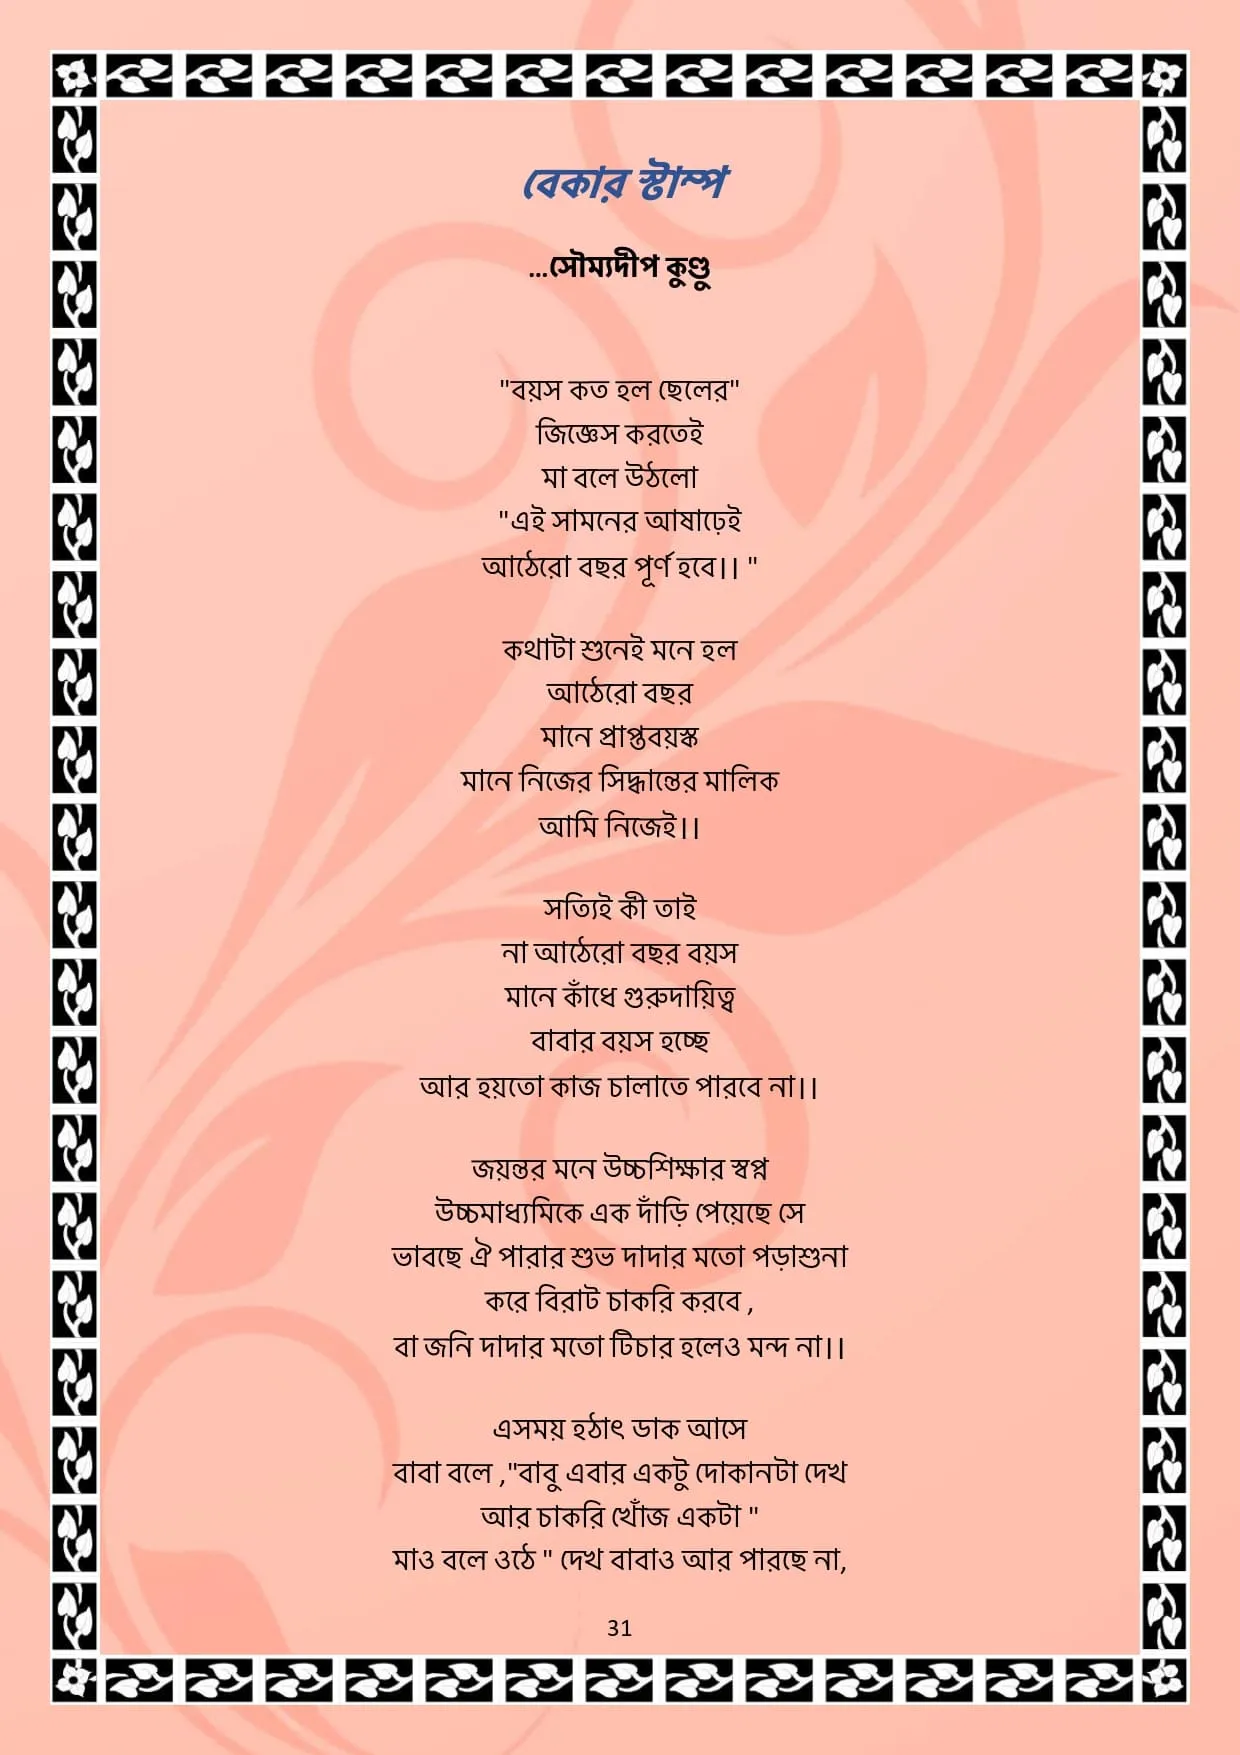 বেকার স্টাম্প
...সৌম্যদীপ কুণ্ডু
"বয়স কত হল ছেলের"
জিজ্ঞেস করতেই
মা বলে উঠলো
"এই সামনের আষাঢ়েই
আঠেরো বছর পূর্ণ হবে।। "
কথাটা শুনেই মনে হল
আঠেরো বছর
মানে প্রাপ্তবয়স্ক
মানে নিজের সিদ্ধান্তের মালিক
আমি নিজেই।।
সত্যিই কী তাই
না আঠেরো বছর বয়স
মানে কাঁধে গুরুদায়িত্ব
বাবার বয়স হচ্ছে
আর হয়তো কাজ চালাতে পারবে না।।
জয়ন্তর মনে উচ্চশিক্ষার স্বপ্ন
উচ্চমাধ্যমিকে এক দাঁড়ি পেয়েছে সে
ভাবছে ঐ পারার শুভ দাদার মতো পড়াশুনা
করে বিরাট চাকরি করবে ,
বা জনি দাদার মতো টিচার হলেও মন্দ না।।
এসময় হঠাৎ ডাক আসে
বাবা বলে ,"বাবু এবার একটু দোকানটা দেখ
আর চাকরি খোঁজ একটা "
মাও বলে ওঠে " দেখ বাবাও আর পারছে না,
31